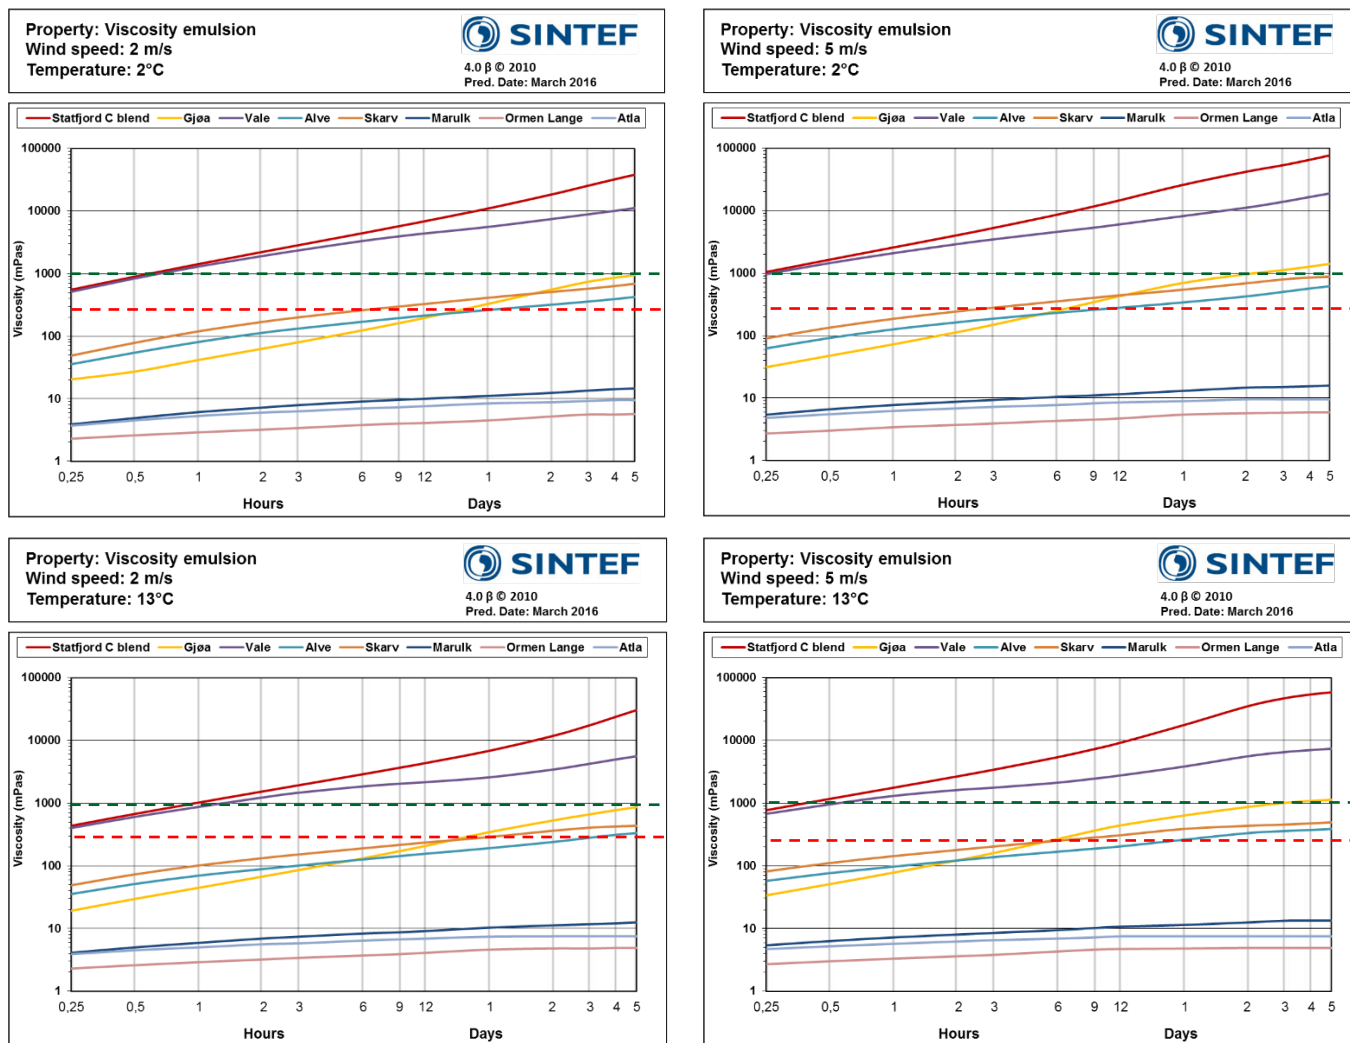 Property: Viscosity emulsion
Wind speed: 2 m/s
Temperature: 2°C
SINTEF
4.0 β © 2010
Pred. Date: March 2016
Statfjord C blend Gjøa Vale Alve Skarv Marulk Ormen Lange Atla
100000
10000
1000
100
10
1
Viscosity (mPas)
0,25 0,5 1 2 3 6 9 12 1 2 3 4 5
Hours Days
Property: Viscosity emulsion
Wind speed: 5 m/s
Temperature: 2°C
SINTEF
4.0 β © 2010
Pred. Date: March 2016
Statfjord C blend Gjøa Vale Alve Skarv Marulk Ormen Lange Atla
100000
10000
1000
100
10
1
Viscosity (mPas)
0,25 0,5 1 2 3 6 9 12 1 2 3 4 5
Hours Days
Property: Viscosity emulsion
Wind speed: 2 m/s
Temperature: 13°C
SINTEF
4.0 β © 2010
Pred. Date: March 2016
Statfjord C blend Gjøa Vale Alve Skarv Marulk Ormen Lange Atla
100000
10000
1000
100
10
1
Viscosity (mPas)
0,25 0,5 1 2 3 6 9 12 1 2 3 4 5
Hours Days
Property: Viscosity emulsion
Wind speed: 5 m/s
Temperature: 13°C
SINTEF
4.0 β © 2010
Pred. Date: March 2016
Statfjord C blend Gjøa Vale Alve Skarv Marulk Ormen Lange Atla
100000
10000
1000
100
10
1
Viscosity (mPas)
0,25 0,5 1 2 3 6 9 12 1 2 3 4 5
Hours Days